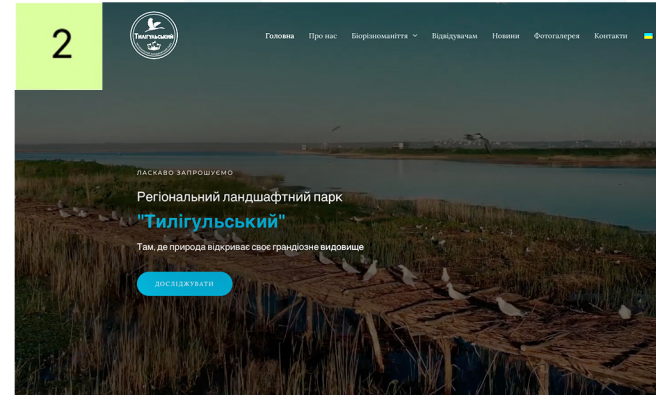 2
Тилігульський
Головна Про нас Біорізноманіття Відвідувачам Новини Фотогалерея Контакти
ЛАСКАВО ЗАПРОШУЄМО
Регіональний ландшафтний парк
"Тилігульський"
Там, де природа відкриває своє грандіозне видовище
ДОСЛІДЖУВАТИ